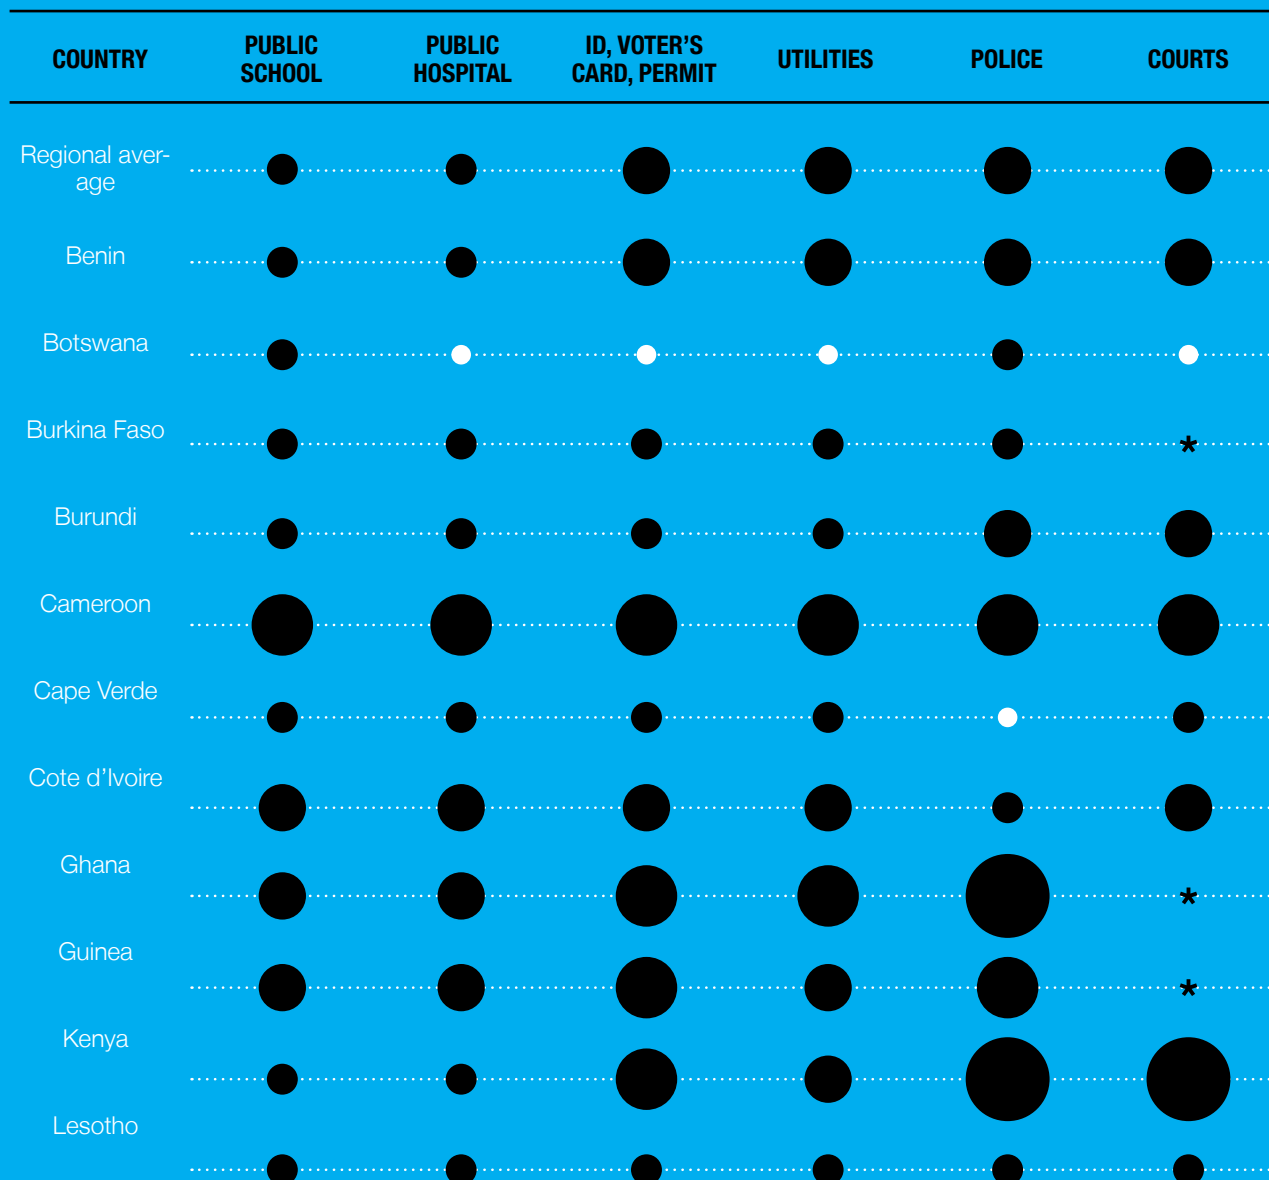 COUNTRY
PUBLIC
SCHOOL
PUBLIC
HOSPITAL
ID, VOTER'S
CARD, PERMIT
UTILITIES
POLICE
COURTS
Regional aver-
age
Benin
Botswana
Burkina Faso
*
Burundi
Cameroon
Cape Verde
Cote d'Ivoire
Ghana
*
Guinea
*
Kenya
Lesotho